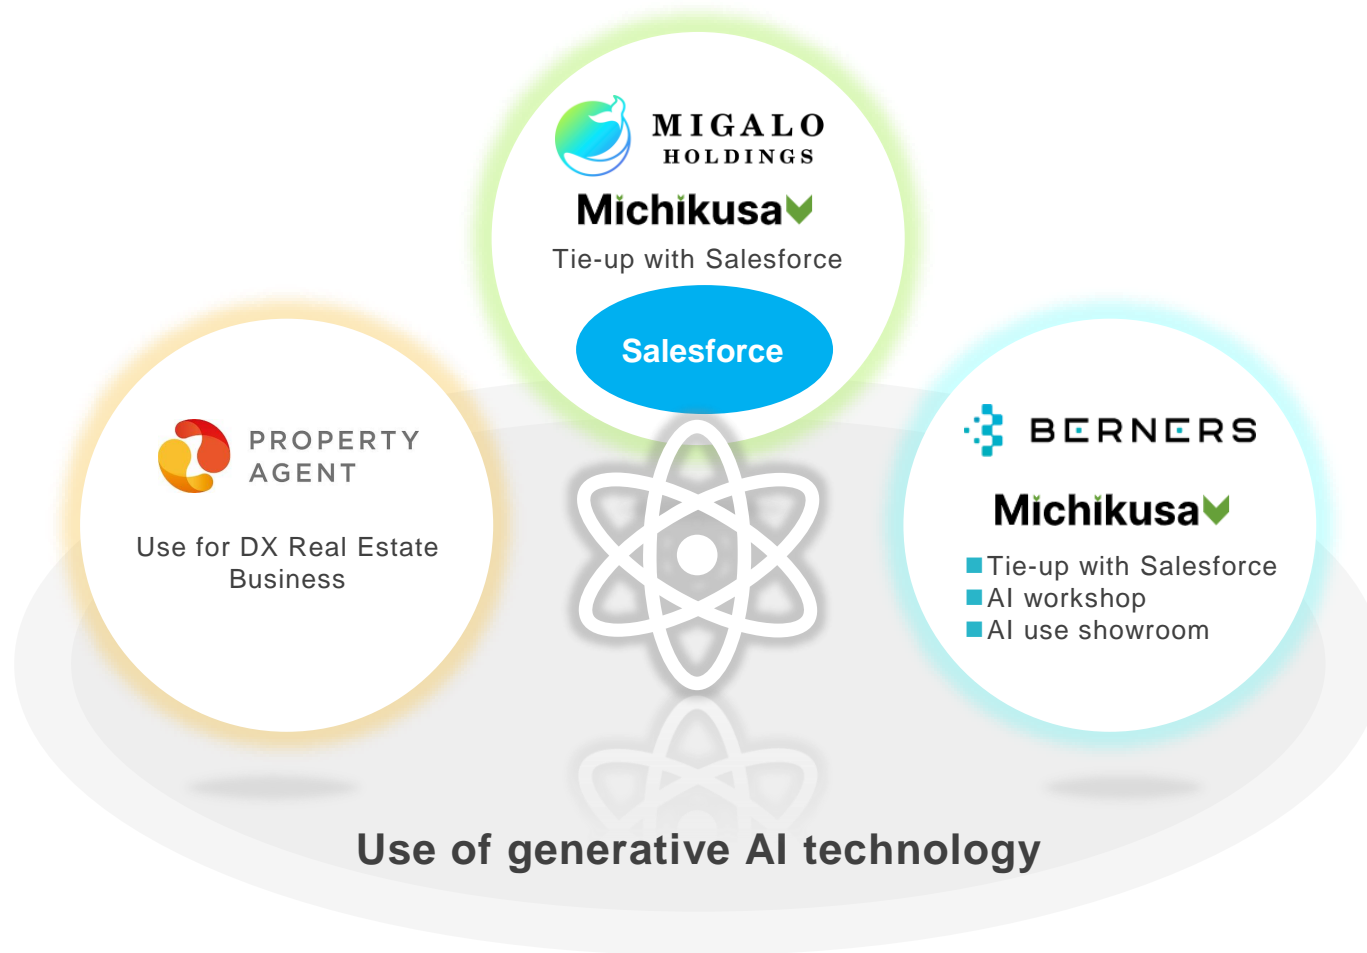 MIGALO
HOLDINGS
Michikusa
Tie-up with Salesforce
Salesforce
PROPERTY
AGENT
Use for DX Real Estate
Business
BERNERS
Michikusa
Tie-up with Salesforce
AI workshop
AI use showroom
Use of generative AI technology